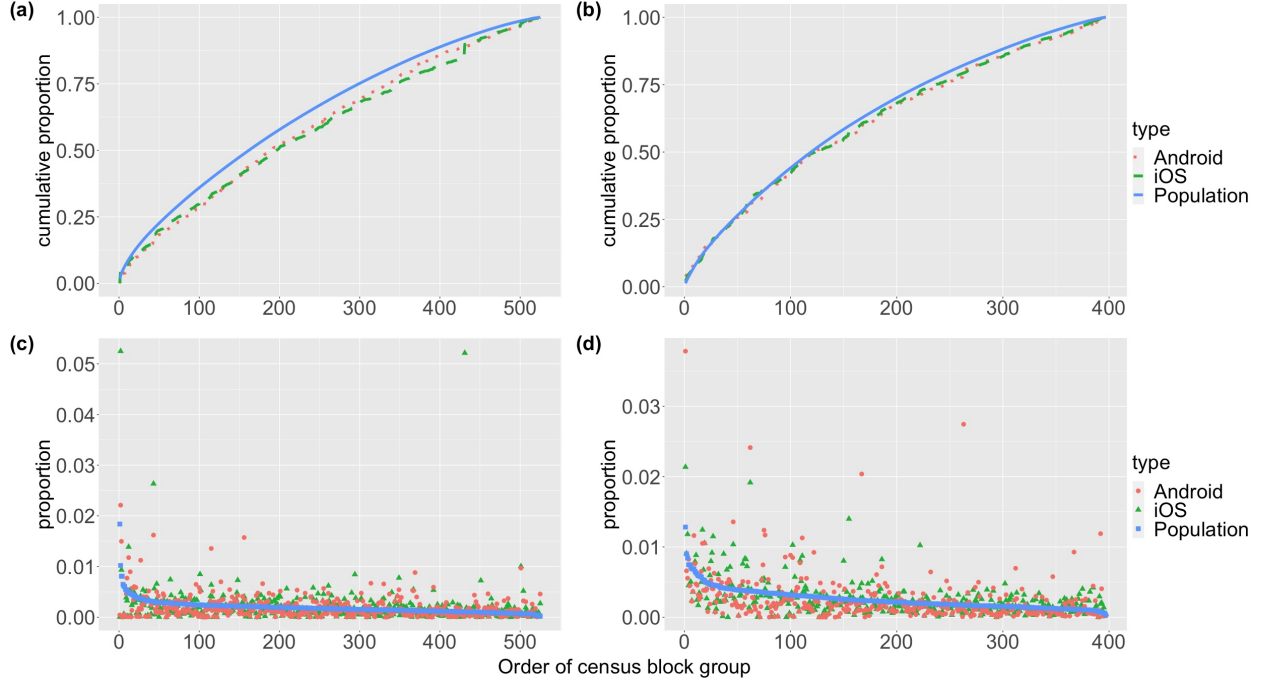 (a)
cumulative proportion
1.00
0.75
0.50
0.25
0.00
0 100 200 300 400 500
(b)
cumulative proportion
1.00
0.75
0.50
0.25
0.00
0 100 200 300 400
type
Android
iOS
Population
(c)
proportion
0.05
0.04
0.03
0.02
0.01
0.00
0 100 200 300 400 500
(d)
proportion
0.03
0.02
0.01
0.00
0 100 200 300 400
type
Android
iOS
Population
Order of census block group